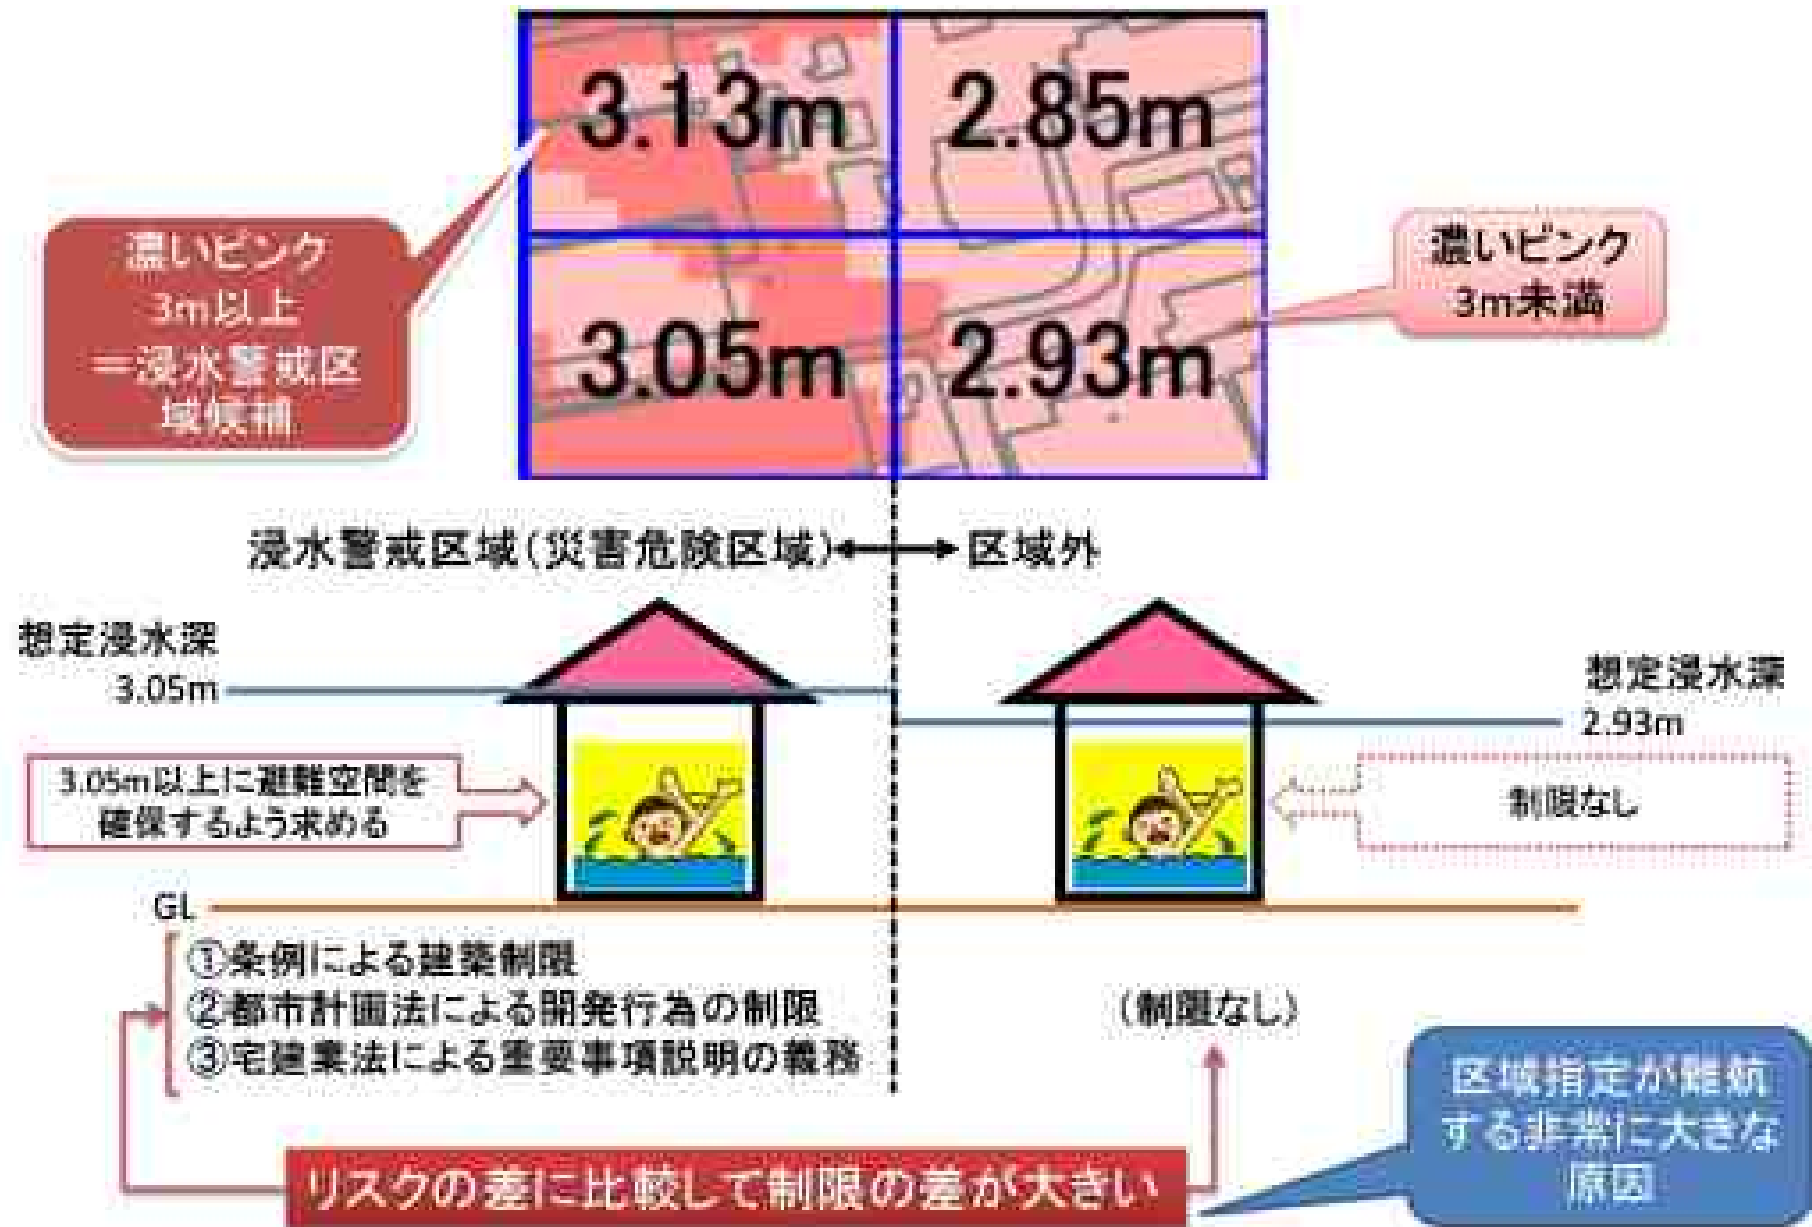 3.13m
2.85m
濃いピンク
3m以上
＝浸水警戒区
域候補
濃いピンク
3m未満
3.05m
2.93m
浸水警戒区域(災害危険区域)
区域外
想定浸水深
3.05m
想定浸水深
2.93m
3.05m以上に避難空間を
確保するよう求める
制限なし
GL
①条例による建築制限
②都市計画法による開発行為の制限
③宅建業法による重要事項説明の義務
(制限なし)
区域指定が難航
する非常に大きな
原因
リスクの差に比較して制限の差が大きい